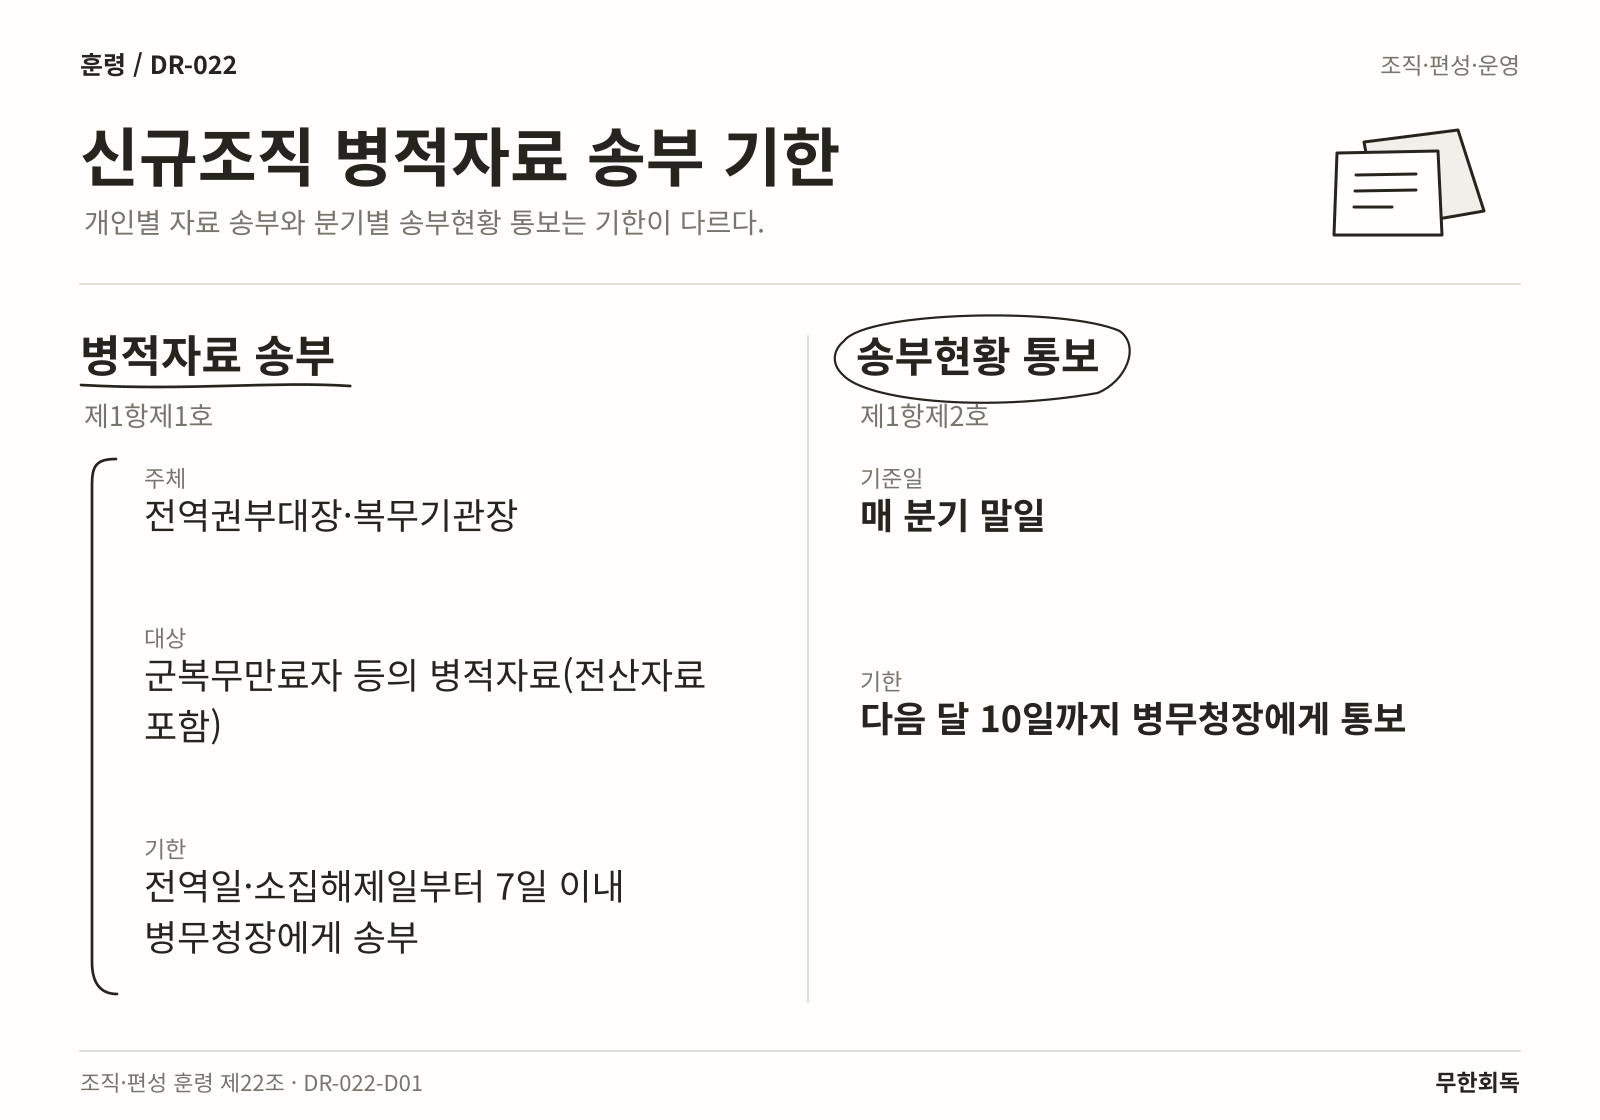 훈령 / DR-022
조직·편성·운영
신규조직 병적자료 송부 기한
개인별 자료 송부와 분기별 송부현황 통보는 기한이 다르다.
병적자료 송부
제1항제1호
주체
전역권부대장·복무기관장
대상
군복무만료자 등의 병적자료(전산자료
포함)
기한
전역일·소집해제일부터 7일 이내
병무청장에게 송부
송부현황 통보
제1항제2호
기준일
매 분기 말일
기한
다음 달 10일까지 병무청장에게 통보
조직·편성 훈령 제22조 · DR-022-D01
무한회독